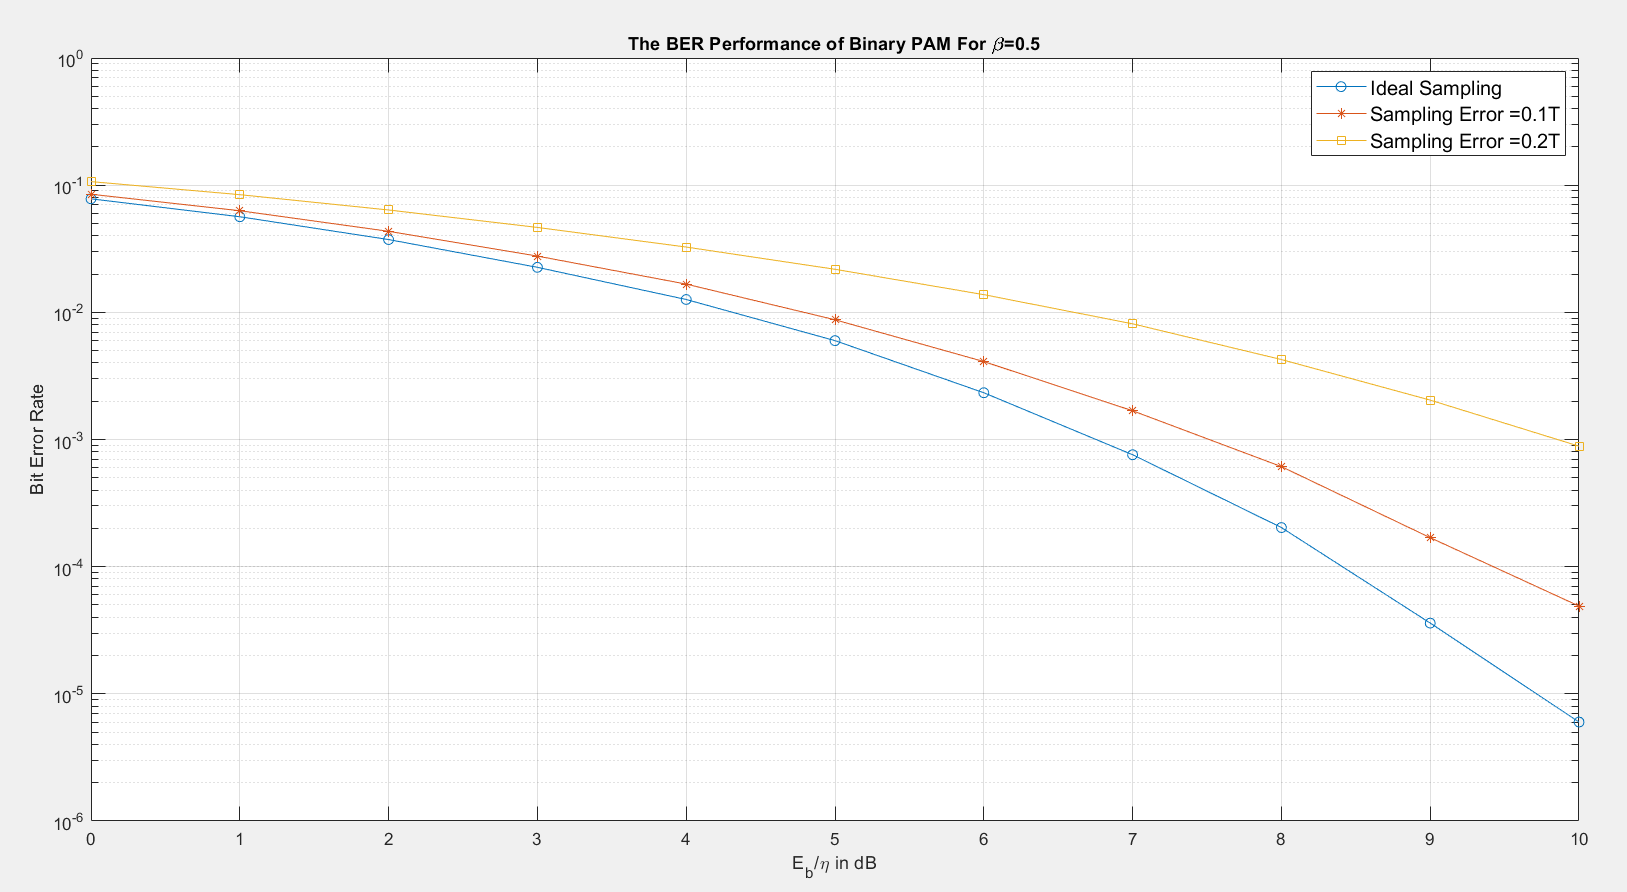 The BER Performance of Binary PAM For β=0.5
Ideal Sampling
Sampling Error =0.1T
Sampling Error =0.2T
Bit Error Rate
10^0
10^-1
10^-2
10^-3
10^-4
10^-5
10^-6
0 1 2 3 4 5 6 7 8 9 10
E_b/η in dB